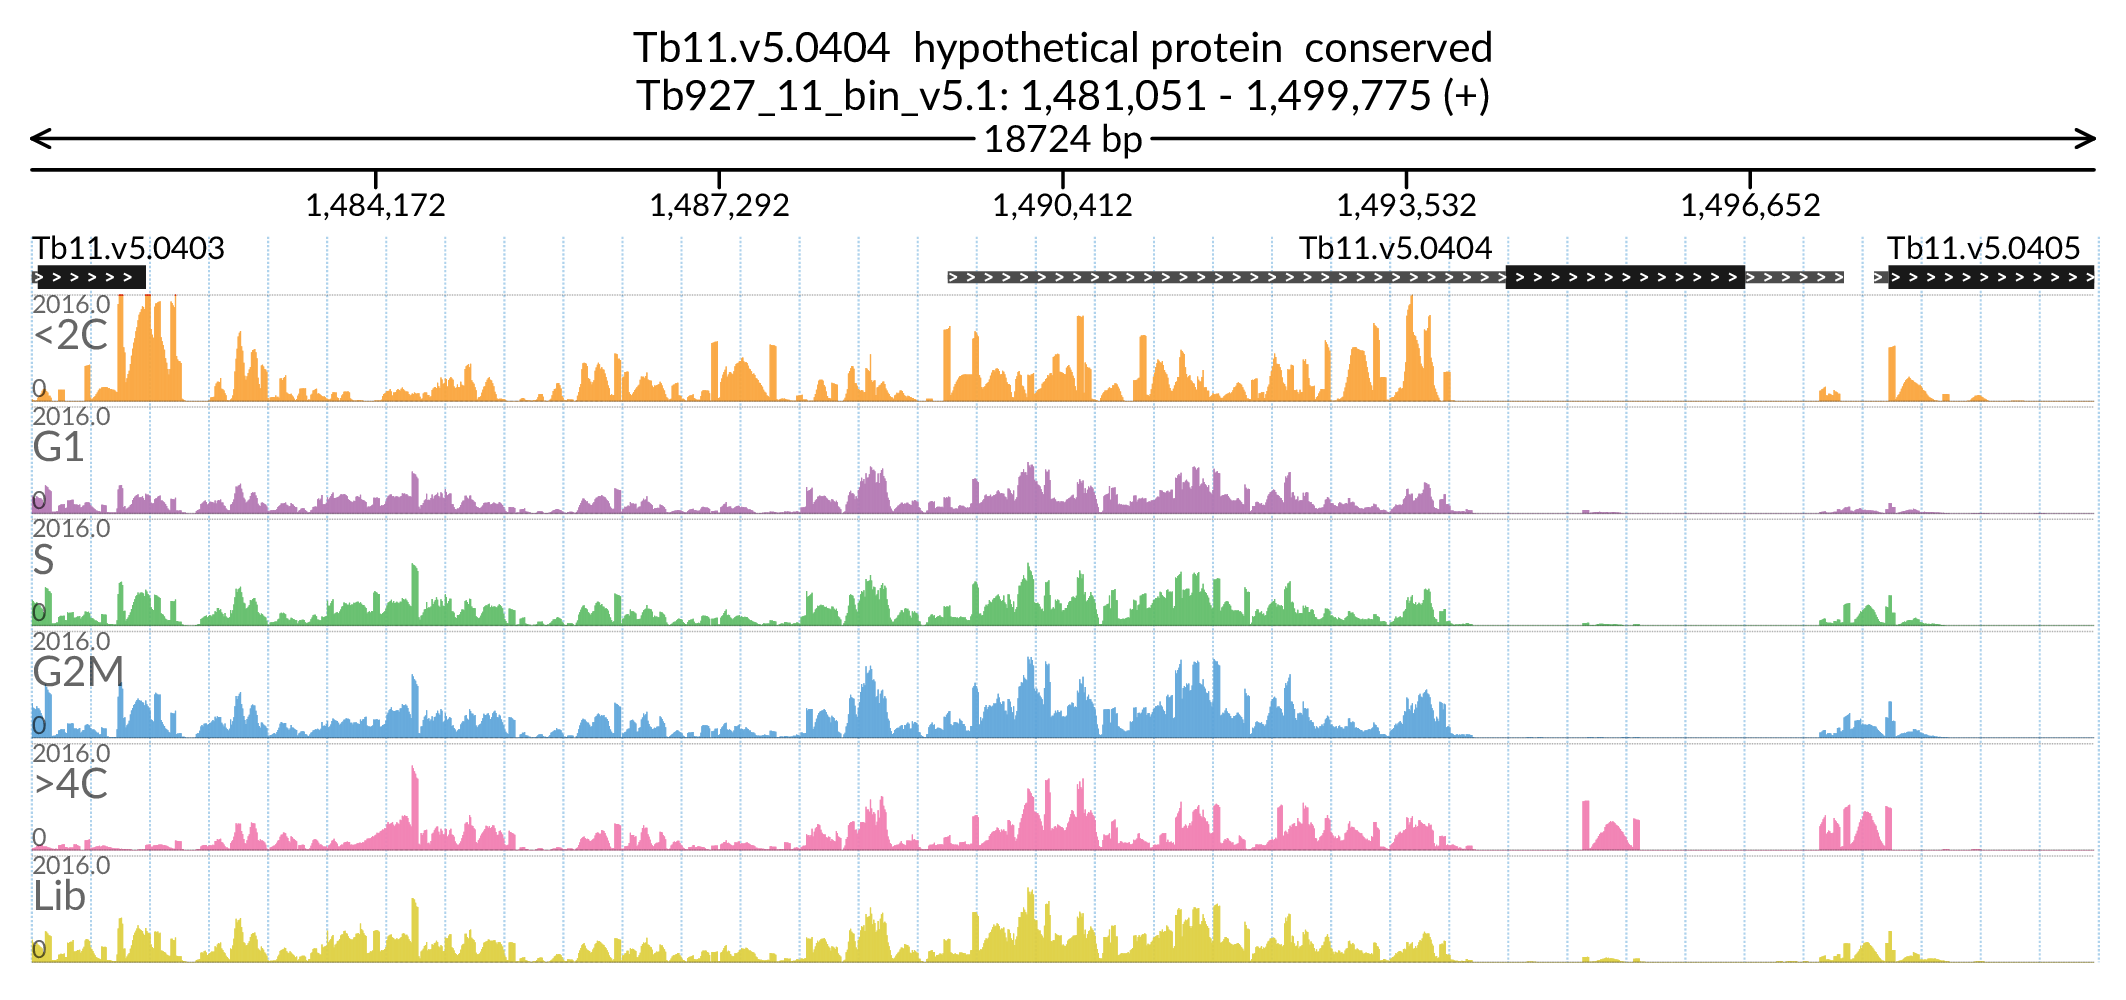 Tb11.v5.0404 hypothetical protein conserved
Tb927_11_bin_v5.1: 1,481,051 - 1,499,775 (+)
18724 bp
1,484,172 1,487,292 1,490,412 1,493,532 1,496,652
Tb11.v5.0403 Tb11.v5.0404 Tb11.v5.0405
2016.0
<2C
0
2016.0
G1
0
2016.0
S
0
2016.0
G2M
0
2016.0
>4C
0
2016.0
Lib
0